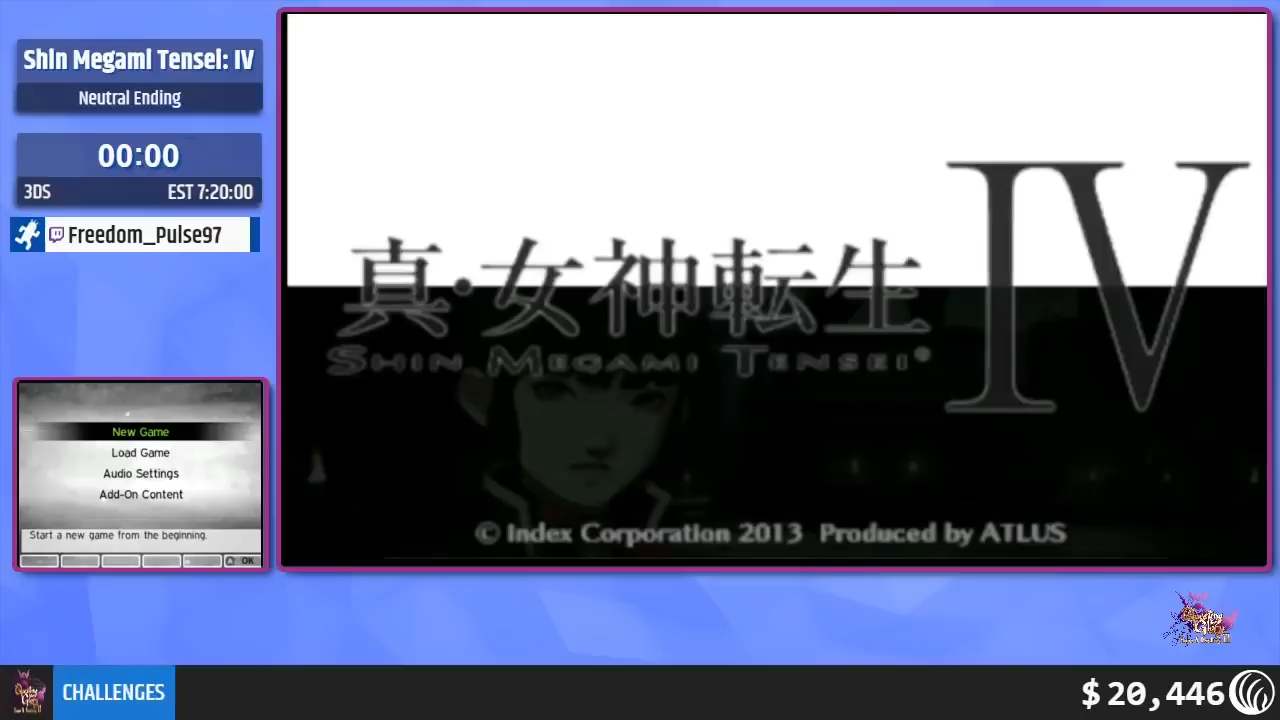 Shin Megami Tensei: IV
Neutral Ending
00:00
3DS EST 7:20:00
Freedom_Pulse97
New Game
Load Game
Audio Settings
Add-On Content
Start a new game from the beginning.
A OK
真・女神転生 IV
SHIN MEGAMI TENSEI®
© Index Corporation 2013 Produced by ATLUS
CHALLENGES
$ 20,446